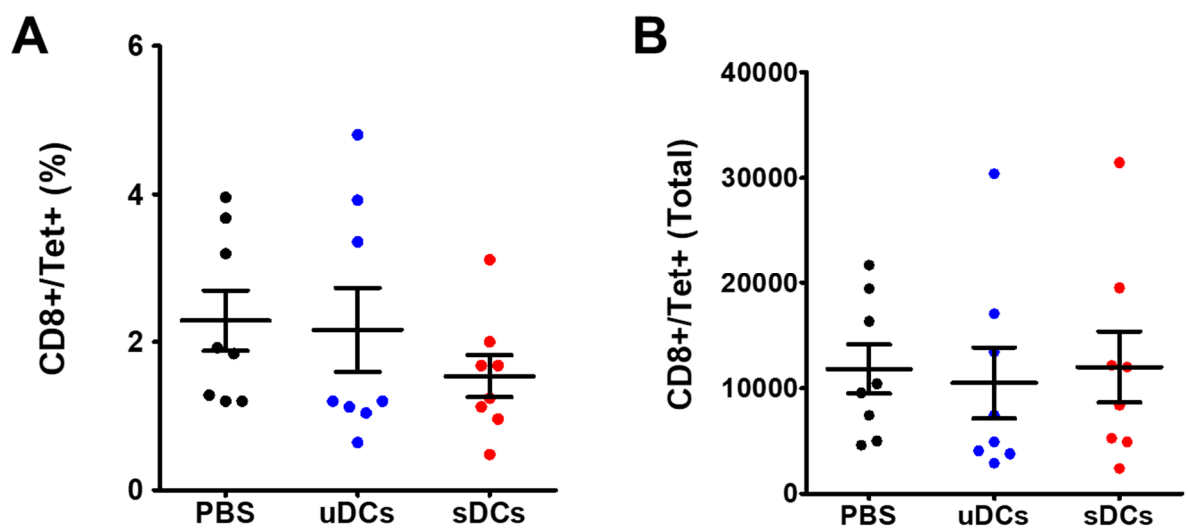 A
CD8+/Tet+ (%)
6
4
2
0
PBS uDCs sDCs
B
CD8+/Tet+ (Total)
40000
30000
20000
10000
0
PBS uDCs sDCs